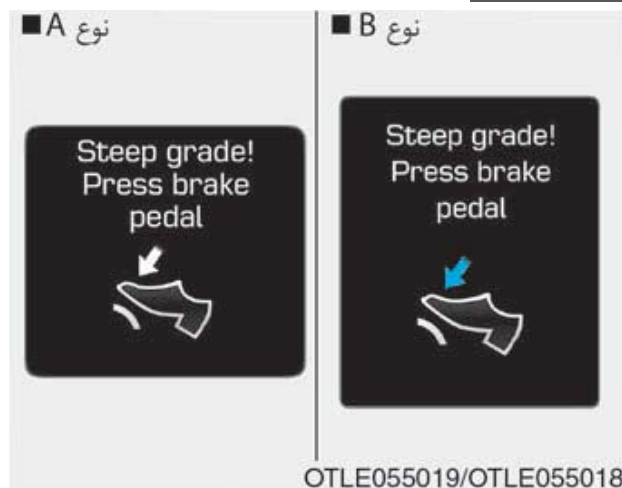 ■ A نوع
■ B نوع
Steep grade!
Press brake
pedal
Steep grade!
Press brake
pedal
OTLE055019/OTLE055018